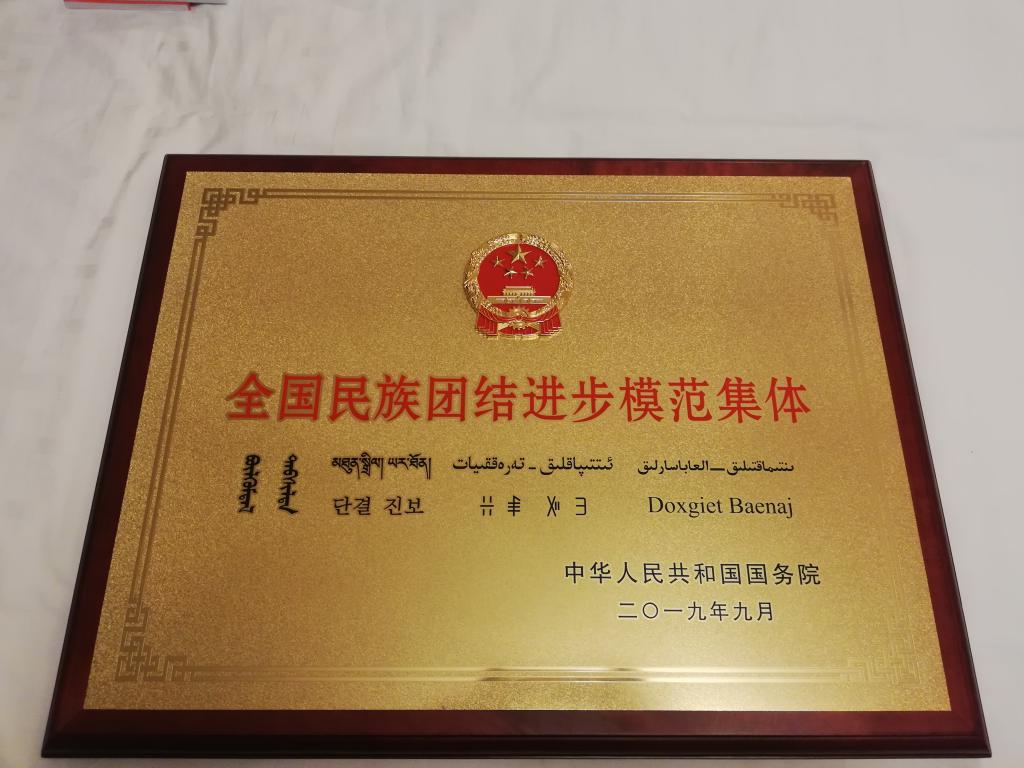 全国民族团结进步模范集体
མཐུན་སྒྲིལ། ཡར་ཐོན། ئىتتىپاقلىق - تەرەققىيات ىنتىماقتىلىق — العاباسارلىق
단결 진보 Doxgiet Baenaj
中华人民共和国国务院
二〇一九年九月